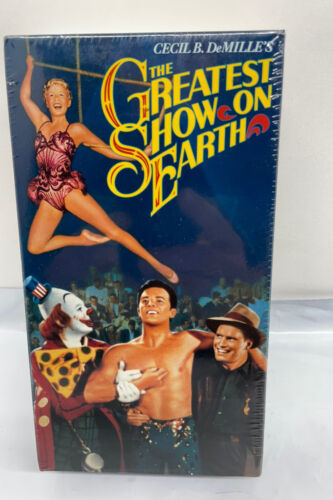 CECIL B. DeMILLE'S
THE
GREATEST
SHOW ON
EARTH